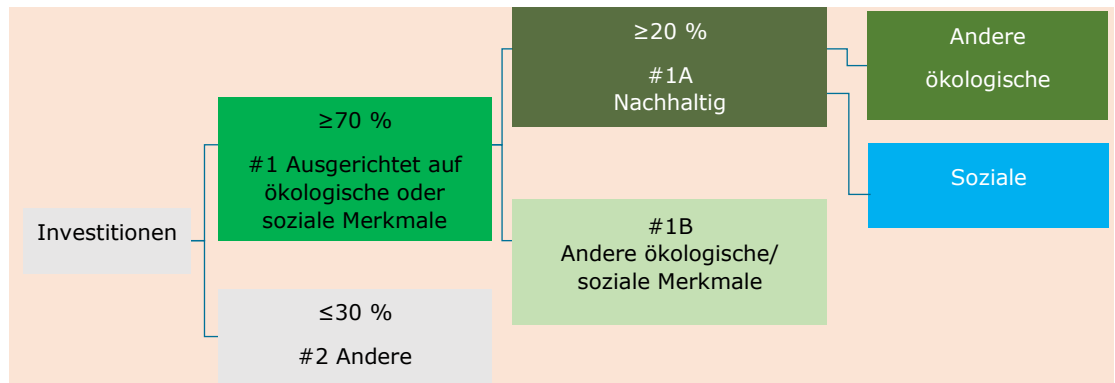 Investitionen
≥70 %
#1 Ausgerichtet auf
ökologische oder
soziale Merkmale
≤30 %
#2 Andere
≥20 %
#1A
Nachhaltig
#1B
Andere ökologische/
soziale Merkmale
Andere
ökologische
Soziale